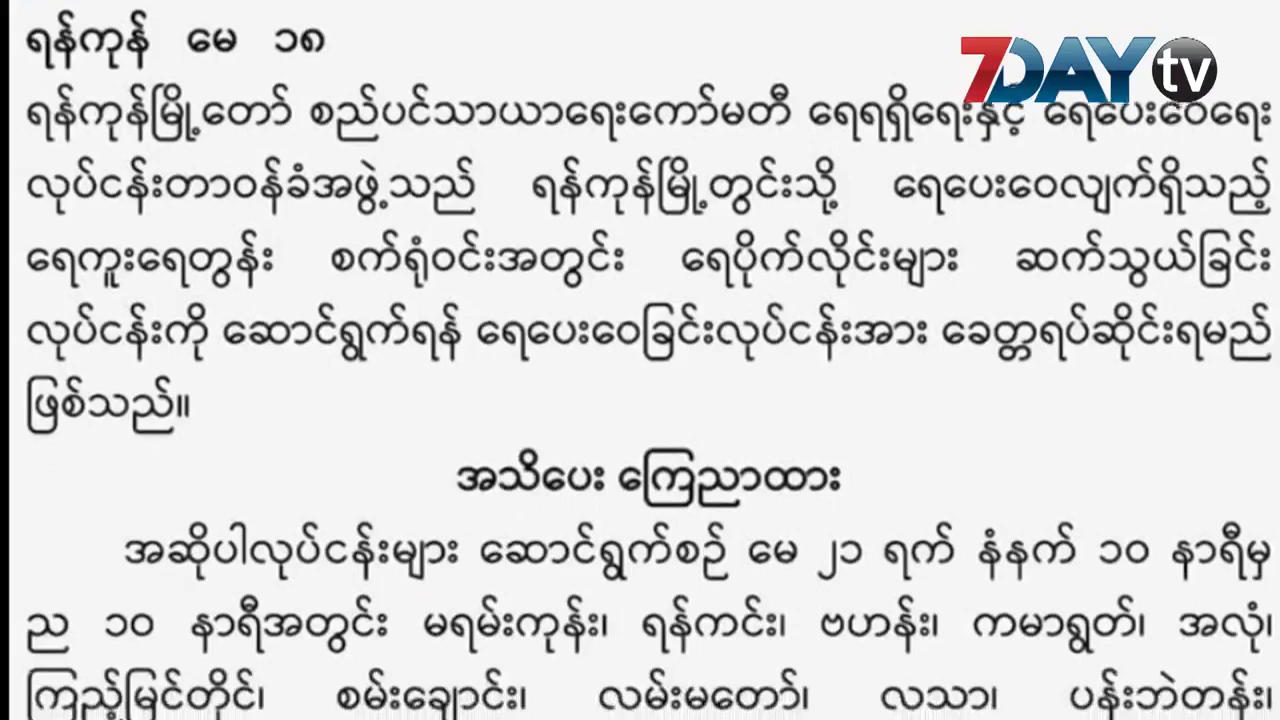 ရန်ကုန် မေ ၁၈
7DAY tv
ရန်ကုန်မြို့တော် စည်ပင်သာယာရေးကော်မတီ ရေရရှိရေးနှင့် ရေပေးဝေရေး
လုပ်ငန်းတာဝန်ခံအဖွဲ့သည် ရန်ကုန်မြို့တွင်းသို့ ရေပေးဝေလျက်ရှိသည့်
ရေကူးရေတွန်း စက်ရုံဝင်းအတွင်း ရေပိုက်လိုင်းများ ဆက်သွယ်ခြင်း
လုပ်ငန်းကို ဆောင်ရွက်ရန် ရေပေးဝေခြင်းလုပ်ငန်းအား ခေတ္တရပ်ဆိုင်းရမည်
ဖြစ်သည်။
အသိပေး ကြေညာထား
အဆိုပါလုပ်ငန်းများ ဆောင်ရွက်စဉ် မေ ၂၁ ရက် နံနက် ၁၀ နာရီမှ
ည ၁၀ နာရီအတွင်း မရမ်းကုန်း၊ ရန်ကင်း၊ ဗဟန်း၊ ကမာရွတ်၊ အလုံ၊
ကြည့်မြင်တိုင်၊ စမ်းချောင်း၊ လမ်းမတော်၊ လသာ၊ ပန်းဘဲတန်း၊